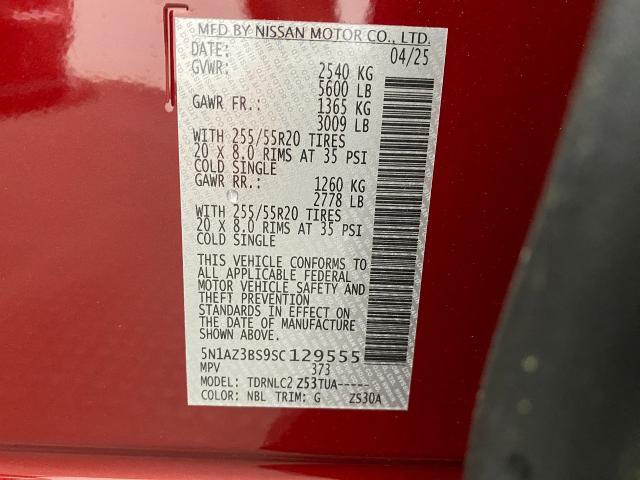 MFD BY NISSAN MOTOR CO., LTD.
DATE: 04/25
GVWR: 2540 KG
5600 LB
GAWR FR.: 1365 KG
3009 LB
WITH 255/55R20 TIRES
20 X 8.0 RIMS AT 35 PSI
COLD SINGLE
GAWR RR.: 1260 KG
2778 LB
WITH 255/55R20 TIRES
20 X 8.0 RIMS AT 35 PSI
COLD SINGLE
THIS VEHICLE CONFORMS TO
ALL APPLICABLE FEDERAL
MOTOR VEHICLE SAFETY AND
THEFT PREVENTION
STANDARDS IN EFFECT ON
THE DATE OF MANUFACTURE
SHOWN ABOVE.
5N1AZ3BS9SC129555
MPV 373
MODEL: TDRNLC2 Z53TUA-----
COLOR: NBL TRIM: G ZS30A